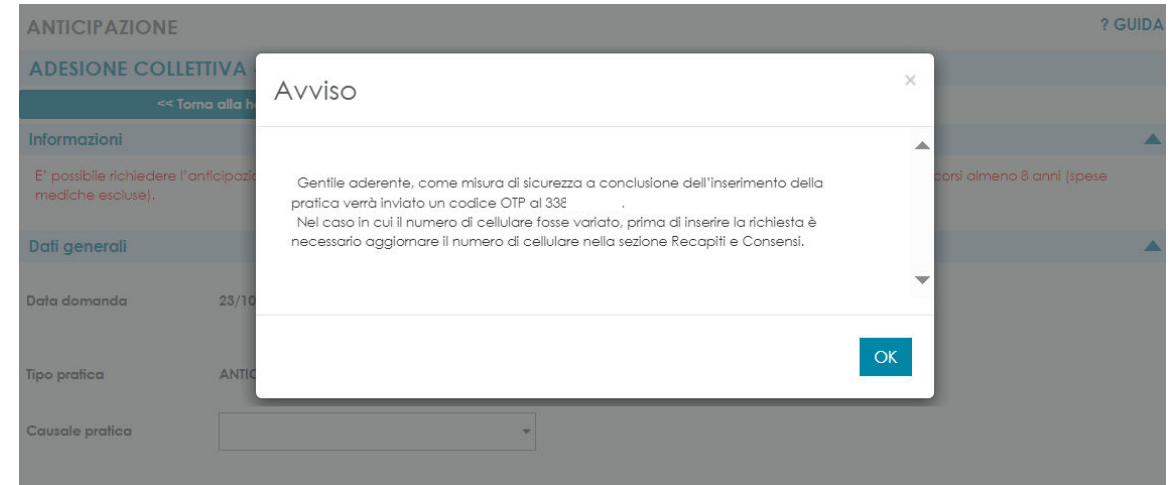 ANTICIPAZIONE
? GUIDA
ADESIONE COLLETTIVA
<< Torna alla h
Avviso
×
Informazioni
E' possibile richiedere l'anticipazio
corsi almeno 8 anni (spese
mediche escluse).
Gentile aderente, come misura di sicurezza a conclusione dell'inserimento della
pratica verrà inviato un codice OTP al 338 .
Nel caso in cui il numero di cellulare fosse variato, prima di inserire la richiesta è
necessario aggiornare il numero di cellulare nella sezione Recapiti e Consensi.
Dati generali
Data domanda 23/10
OK
Tipo pratica ANTIC
Causale pratica